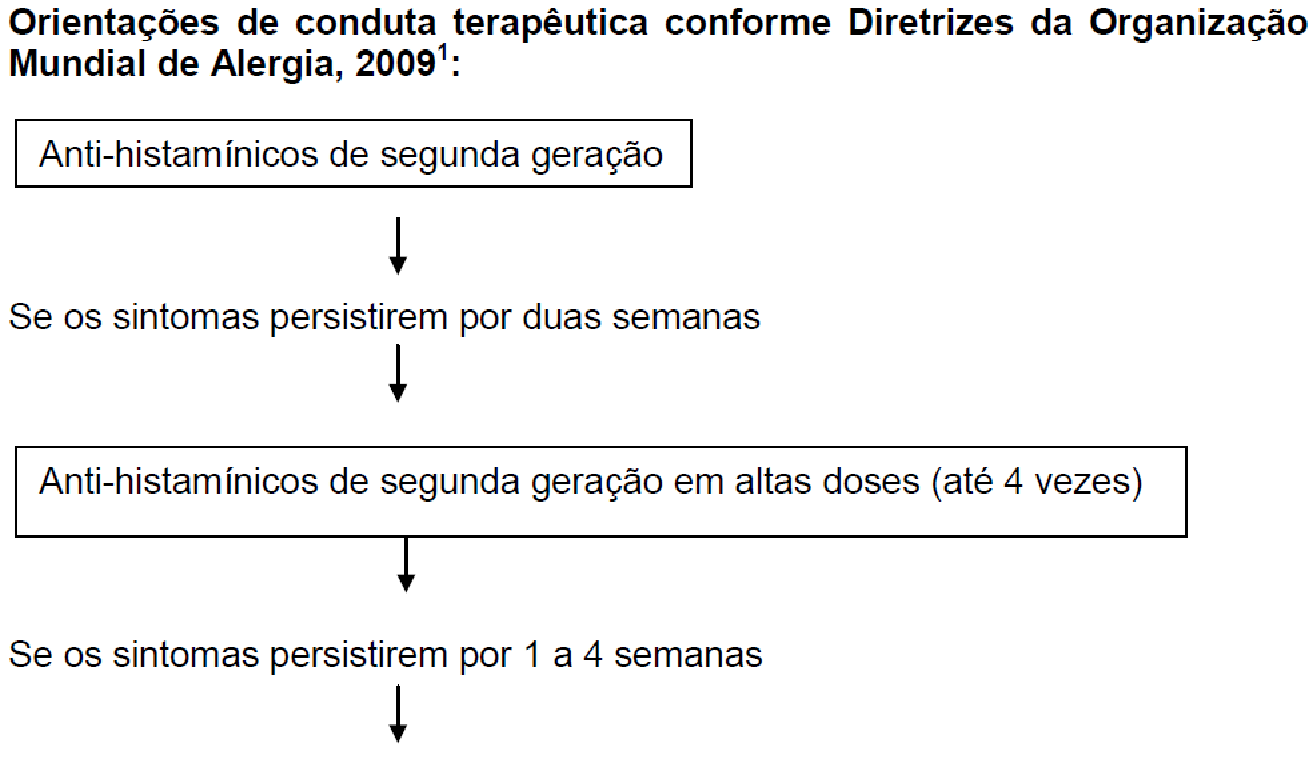 Orientações de conduta terapêutica conforme Diretrizes da Organização
Mundial de Alergia, 2009¹:
Anti-histamínicos de segunda geração
Se os sintomas persistirem por duas semanas
Anti-histamínicos de segunda geração em altas doses (até 4 vezes)
Se os sintomas persistirem por 1 a 4 semanas